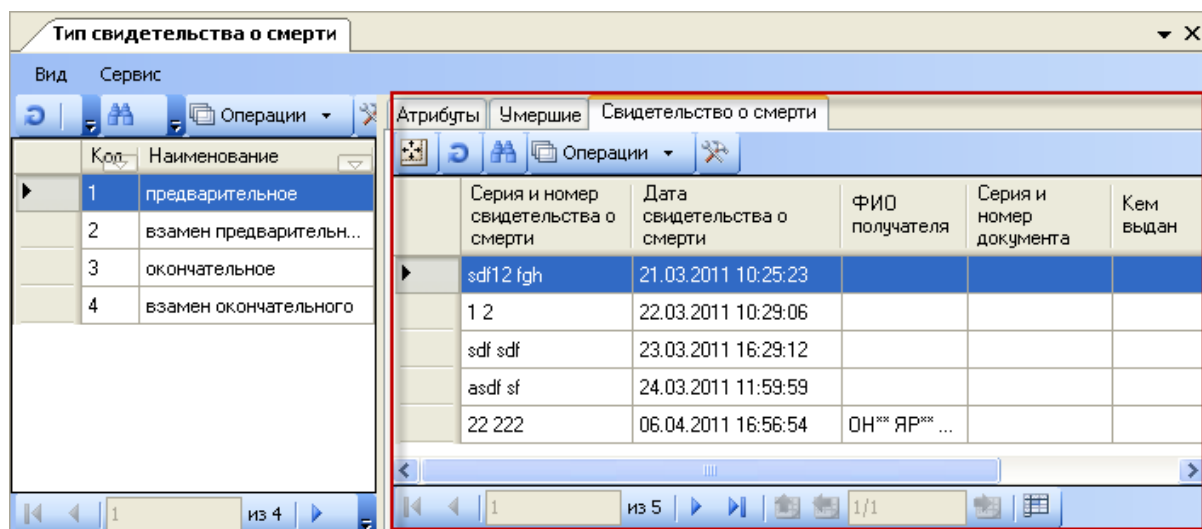 Тип свидетельства о смерти
Вид Сервис
Операции
Код Наименование
1 предварительное
2 взамен предварительн...
3 окончательное
4 взамен окончательного
1 из 4
Атрибуты Умершие Свидетельство о смерти
Операции
Серия и номер свидетельства о смерти Дата свидетельства о смерти ФИО получателя Серия и номер документа Кем выдан
sdf12 fgh 21.03.2011 10:25:23
1 2 22.03.2011 10:29:06
sdf sdf 23.03.2011 16:29:12
asdf sf 24.03.2011 11:59:59
22 222 06.04.2011 16:56:54 ОН** ЯР** ...
1 из 5 1/1